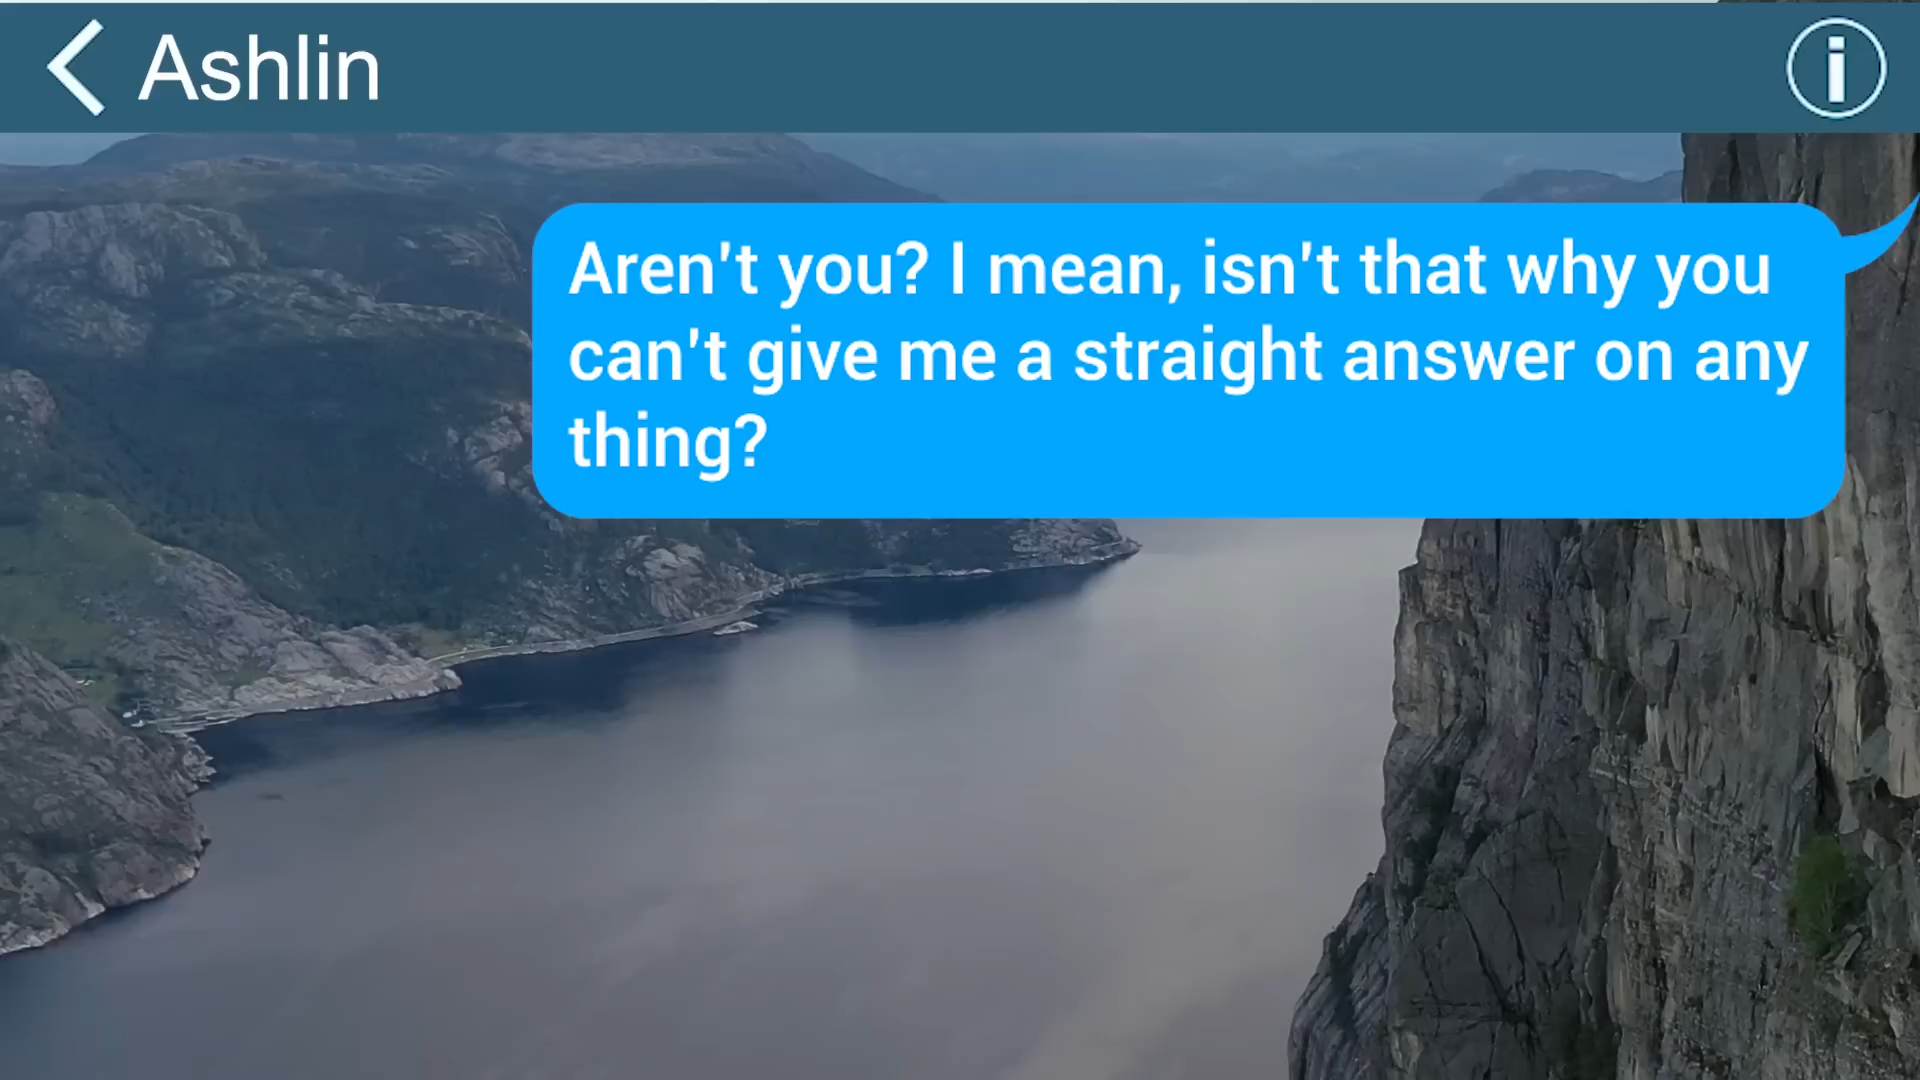 Ashlin
Aren't you? I mean, isn't that why you
can't give me a straight answer on any
thing?